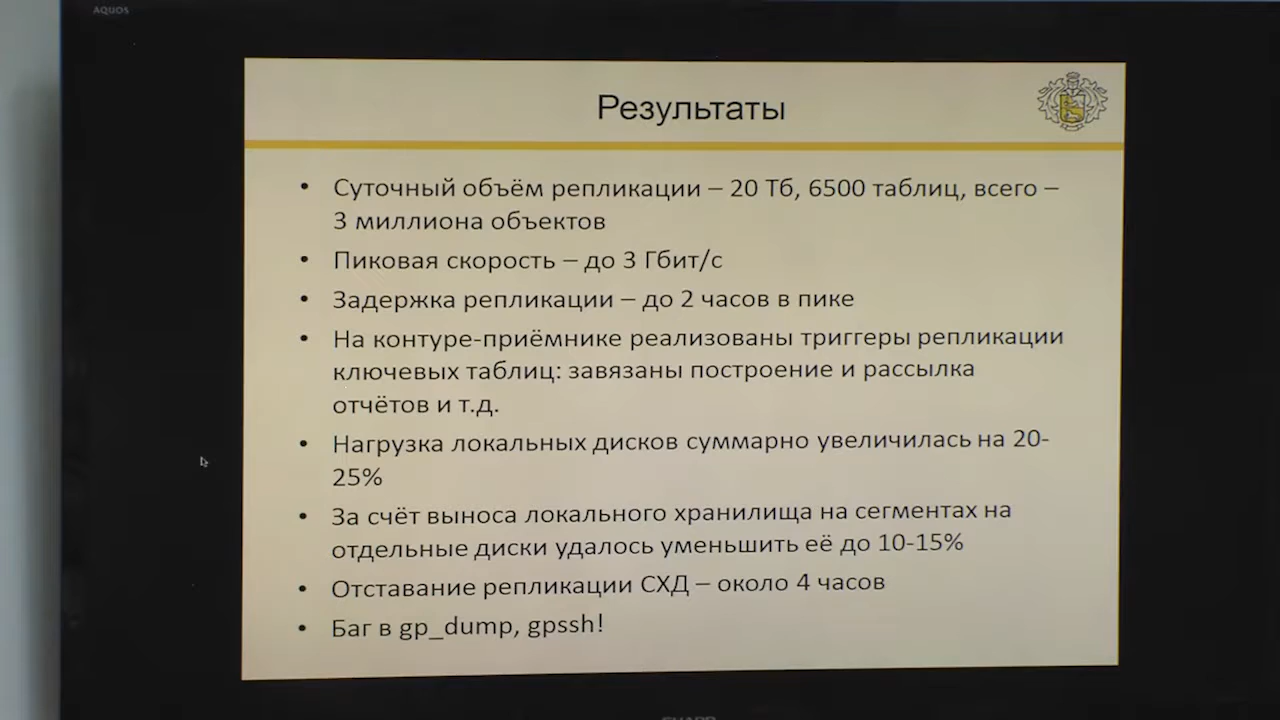 AQUOS
Результаты
• Суточный объём репликации – 20 Тб, 6500 таблиц, всего –
3 миллиона объектов
• Пиковая скорость – до 3 Гбит/с
• Задержка репликации – до 2 часов в пике
• На контуре-приёмнике реализованы триггеры репликации
ключевых таблиц: завязаны построение и рассылка
отчётов и т.д.
• Нагрузка локальных дисков суммарно увеличилась на 20-
25%
• За счёт выноса локального хранилища на сегментах на
отдельные диски удалось уменьшить её до 10-15%
• Отставание репликации СХД – около 4 часов
• Баг в gp_dump, gpssh!